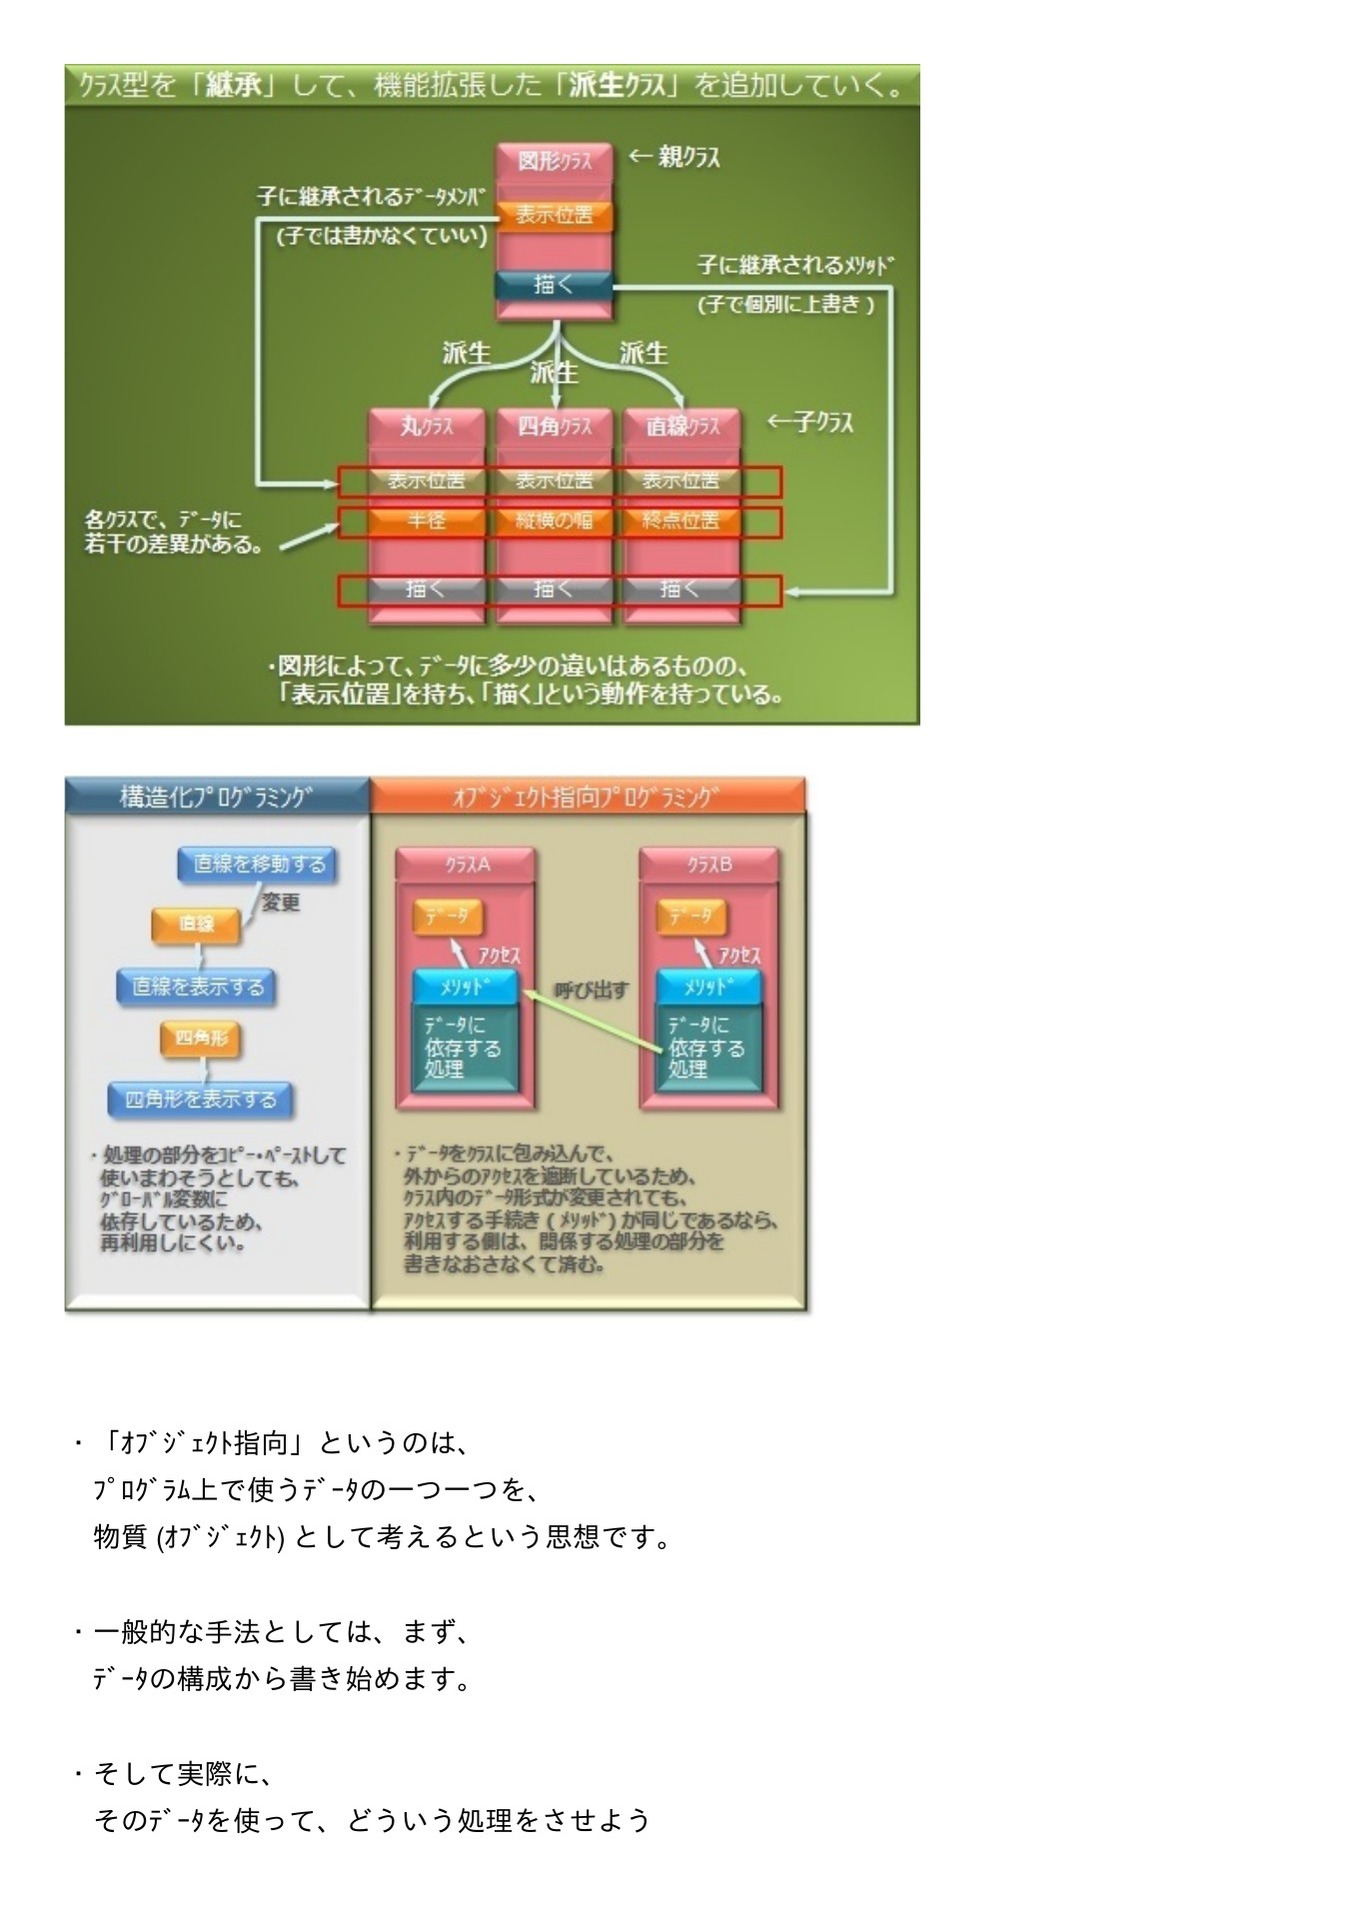 ｸﾗｽ型を「継承」して、機能拡張した「派生ｸﾗｽ」を追加していく。
図形ｸﾗｽ
← 親ｸﾗｽ
子に継承されるﾃﾞｰﾀﾒﾝﾊﾞ
(子では書かなくていい)
表示位置
子に継承されるﾒｿｯﾄﾞ
(子で個別に上書き )
描く
派生
派生
派生
丸ｸﾗｽ
四角ｸﾗｽ
直線ｸﾗｽ
←子ｸﾗｽ
表示位置
表示位置
表示位置
各ｸﾗｽで、ﾃﾞｰﾀに
若干の差異がある。
半径
縦横の幅
終点位置
描く
描く
描く
・図形によって、ﾃﾞｰﾀに多少の違いはあるものの、
「表示位置」を持ち、「描く」という動作を持っている。
構造化ﾌﾟﾛｸﾞﾗﾐﾝｸﾞ
直線を移動する
変更
直線
直線を表示する
四角形
四角形を表示する
・処理の部分をｺﾋﾟｰ・ﾍﾟｰｽﾄして
使いまわそうとしても、
ｸﾞﾛｰﾊﾞﾙ変数に
依存しているため、
再利用しにくい。
ｵﾌﾞｼﾞｪｸﾄ指向ﾌﾟﾛｸﾞﾗﾐﾝｸﾞ
ｸﾗｽA
ﾃﾞｰﾀ
ｱｸｾｽ
ﾒｿｯﾄﾞ
ﾃﾞｰﾀに
依存する
処理
呼び出す
ｸﾗｽB
ﾃﾞｰﾀ
ｱｸｾｽ
ﾒｿｯﾄﾞ
ﾃﾞｰﾀに
依存する
処理
・ﾃﾞｰﾀをｸﾗｽに包み込んで、
外からのｱｸｾｽを遮断しているため、
ｸﾗｽ内のﾃﾞｰﾀ形式が変更されても、
ｱｸｾｽする手続き ( ﾒｿｯﾄﾞ) が同じであるなら、
利用する側は、関係する処理の部分を
書きなおさなくて済む。
・「ｵﾌﾞｼﾞｪｸﾄ指向」というのは、
ﾌﾟﾛｸﾞﾗﾑ上で使うﾃﾞｰﾀの一つ一つを、
物質 (ｵﾌﾞｼﾞｪｸﾄ) として考えるという思想です。
・一般的な手法としては、まず、
ﾃﾞｰﾀの構成から書き始めます。
・そして実際に、
そのﾃﾞｰﾀを使って、どういう処理をさせよう